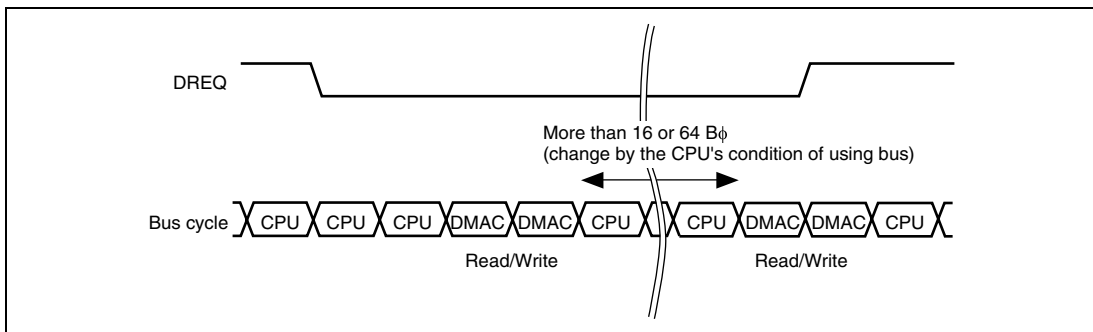 DREQ
More than 16 or 64 Bϕ
(change by the CPU's condition of using bus)
Bus cycle CPU CPU CPU DMAC DMAC CPU CPU DMAC DMAC CPU
Read/Write Read/Write